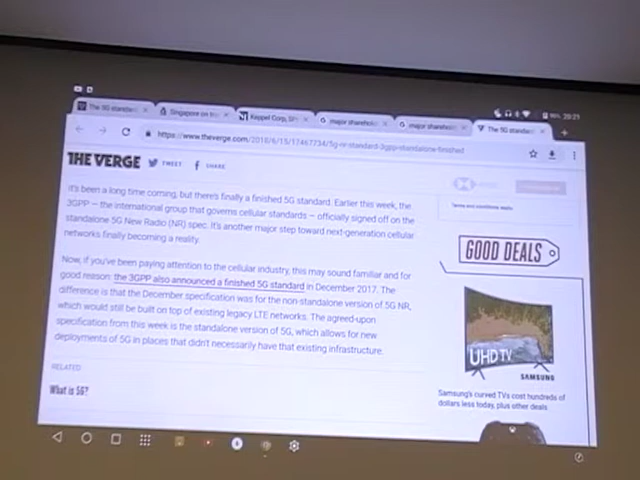 20:21
The 5G standard
Singapore on
Keppel Corp,
major shareholde
major shareholde
The 5G standard
https://www.theverge.com/2018/6/15/17467734/5g-nr-standard-3gpp-standalone-finished
THE VERGE
TWEET
SHARE
It's been a long time coming, but there's finally a finished 5G standard. Earlier this week, the
3GPP — the international group that governs cellular standards — officially signed off on the
standalone 5G New Radio (NR) spec. It's another major step toward next-generation cellular
networks finally becoming a reality.
Now, if you've been paying attention to the cellular industry, this may sound familiar and for
good reason: the 3GPP also announced a finished 5G standard in December 2017. The
difference is that the December specification was for the non-standalone version of 5G NR,
which would still be built on top of existing legacy LTE networks. The agreed-upon
specification from this week is the standalone version of 5G, which allows for new
deployments of 5G in places that didn't necessarily have that existing infrastructure.
RELATED
What is 5G?
Terms and conditions apply
GOOD DEALS
UHD TV
SAMSUNG
Samsung's curved TVs cost hundreds of
dollars less today, plus other deals